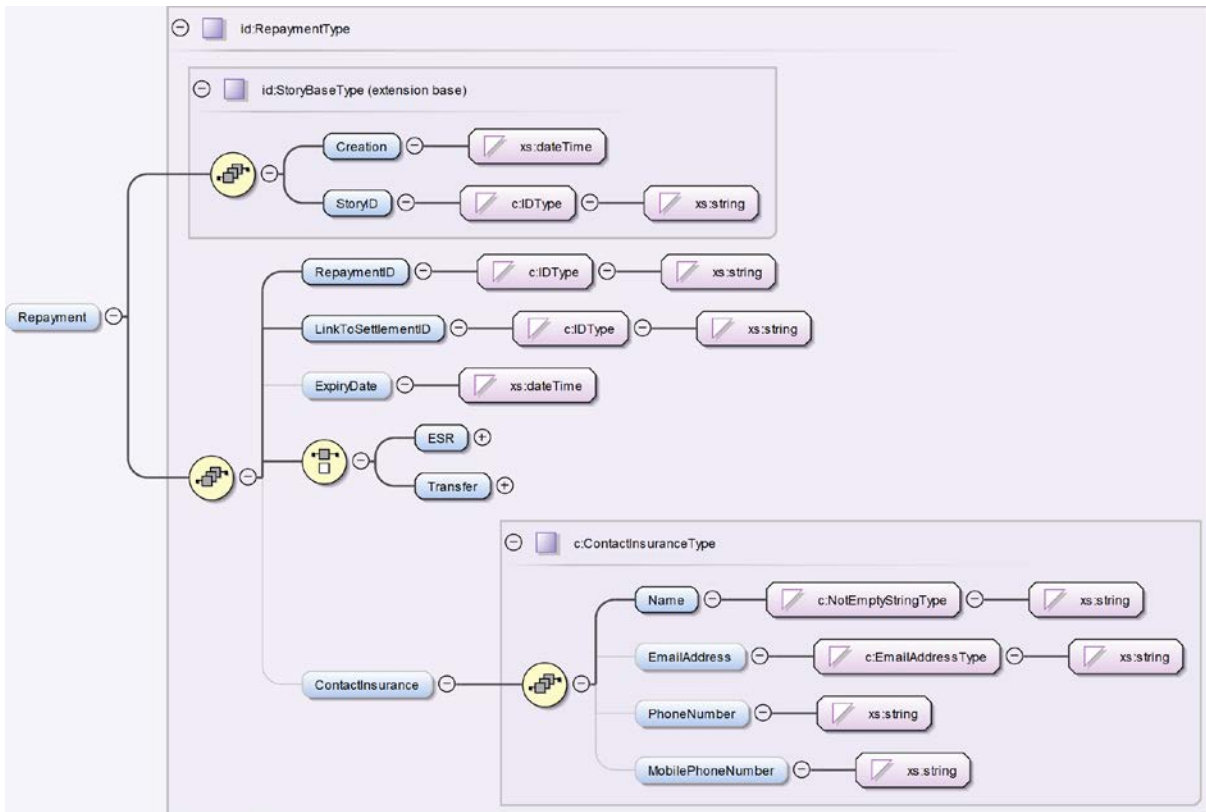 id:RepaymentType
id:StoryBaseType (extension base)
Creation xs:dateTime
StoryID c:IDType xs:string
RepaymentID c:IDType xs:string
Repayment
LinkToSettlementID c:IDType xs:string
ExpiryDate xs:dateTime
ESR
Transfer
c:ContactInsuranceType
Name c:NotEmptyStringType xs:string
EmailAddress c:EmailAddressType xs:string
ContactInsurance
PhoneNumber xs:string
MobilePhoneNumber xs:string